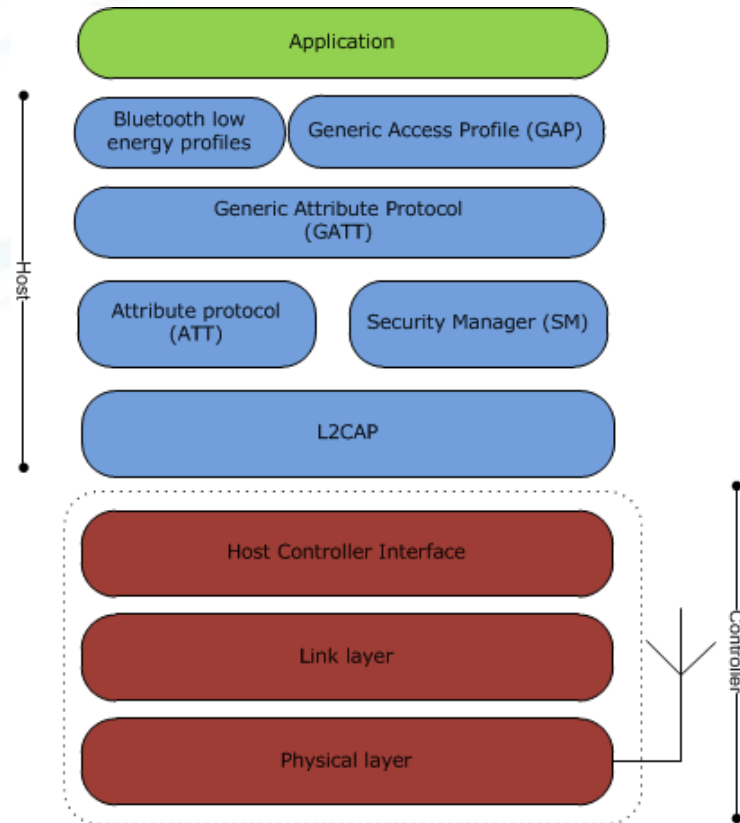 Application
Bluetooth low
energy profiles
Generic Access Profile (GAP)
Generic Attribute Protocol
(GATT)
Host
Attribute protocol
(ATT)
Security Manager (SM)
L2CAP
Host Controller Interface
Link layer
Controller
Physical layer